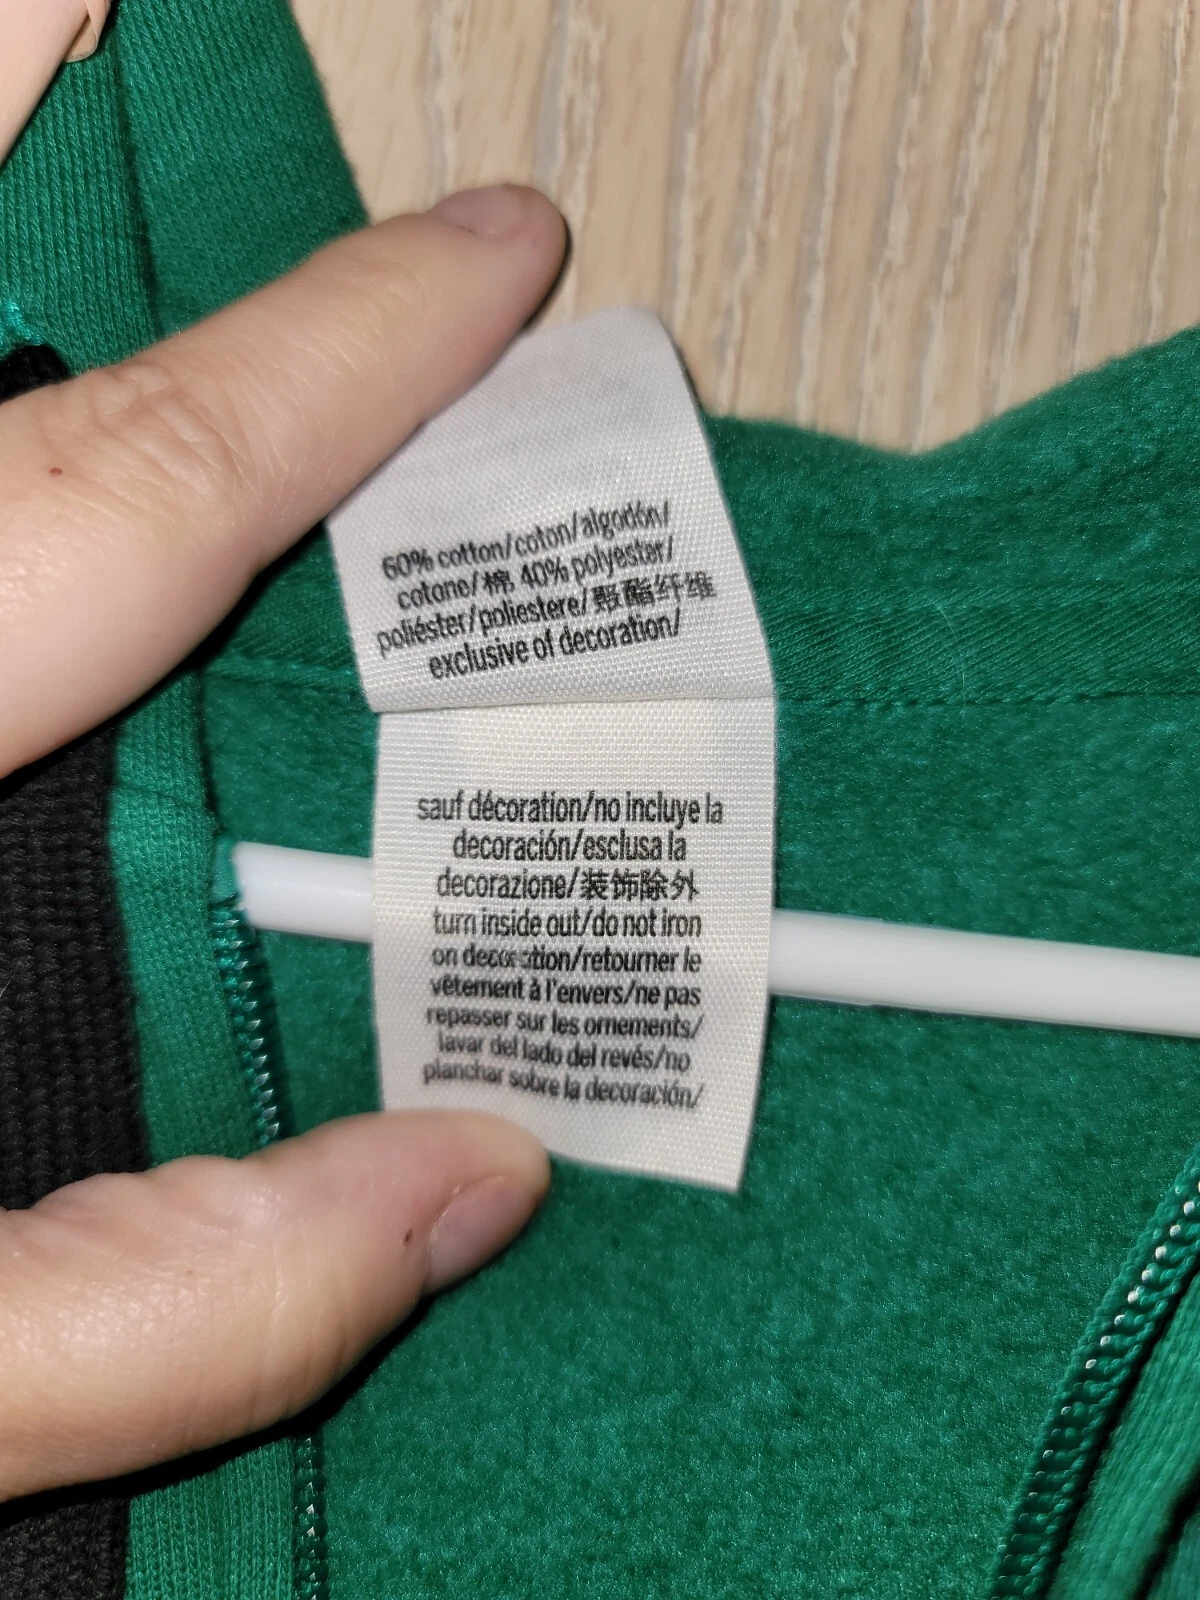 60% cotton/coton/algodón/
cotone/棉 40% polyester/
poliéster/poliestere/聚酯纤维
exclusive of decoration/
sauf décoration/no incluye la
decoración/esclusa la
decorazione/装饰除外
turn inside out/do not iron
on decoration/retourner le
vêtement à l'envers/ne pas
repasser sur les ornements/
lavar del lado del revés/no
planchar sobre la decoración/